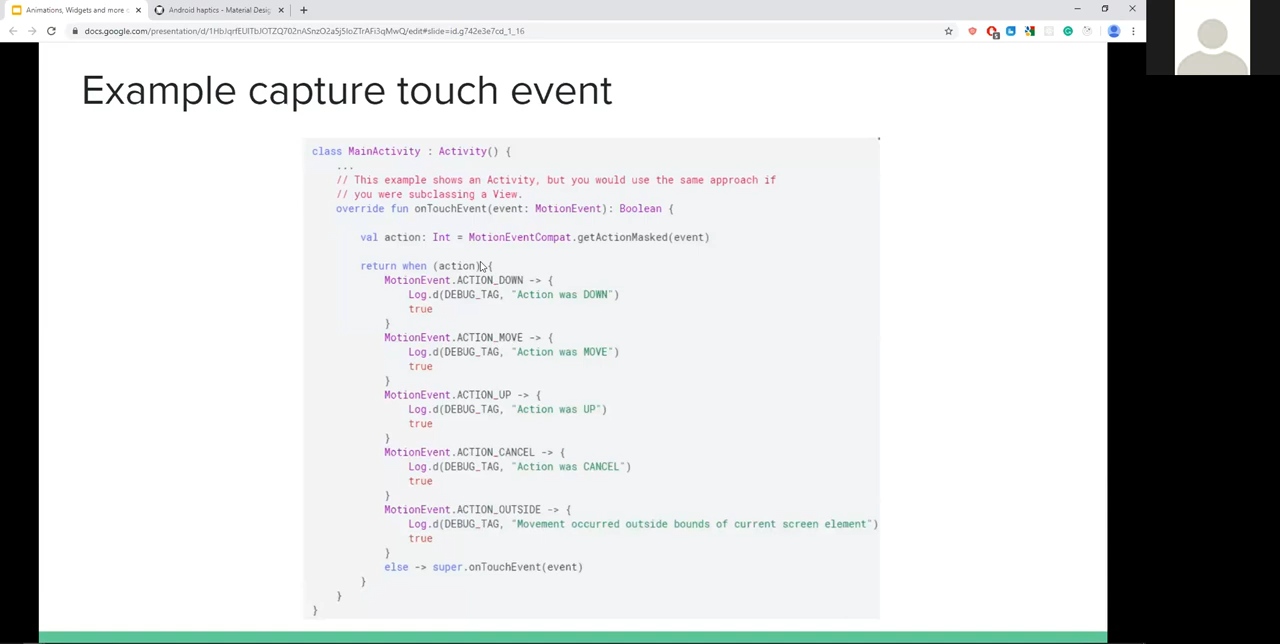 Animations, Widgets and more
Android haptics - Material Desig
docs.google.com/presentation/d/1HbJqrfEUlTbJOTZQ702nASnzO2a5j5IoZTrAFi3qMwQ/edit#slide=id.g742e3e7cd_1_16
Example capture touch event
class MainActivity : Activity() {
...
// This example shows an Activity, but you would use the same approach if
// you were subclassing a View.
override fun onTouchEvent(event: MotionEvent): Boolean {
val action: Int = MotionEventCompat.getActionMasked(event)
return when (action) {
MotionEvent.ACTION_DOWN -> {
Log.d(DEBUG_TAG, "Action was DOWN")
true
}
MotionEvent.ACTION_MOVE -> {
Log.d(DEBUG_TAG, "Action was MOVE")
true
}
MotionEvent.ACTION_UP -> {
Log.d(DEBUG_TAG, "Action was UP")
true
}
MotionEvent.ACTION_CANCEL -> {
Log.d(DEBUG_TAG, "Action was CANCEL")
true
}
MotionEvent.ACTION_OUTSIDE -> {
Log.d(DEBUG_TAG, "Movement occurred outside bounds of current screen element")
true
}
else -> super.onTouchEvent(event)
}
}
}